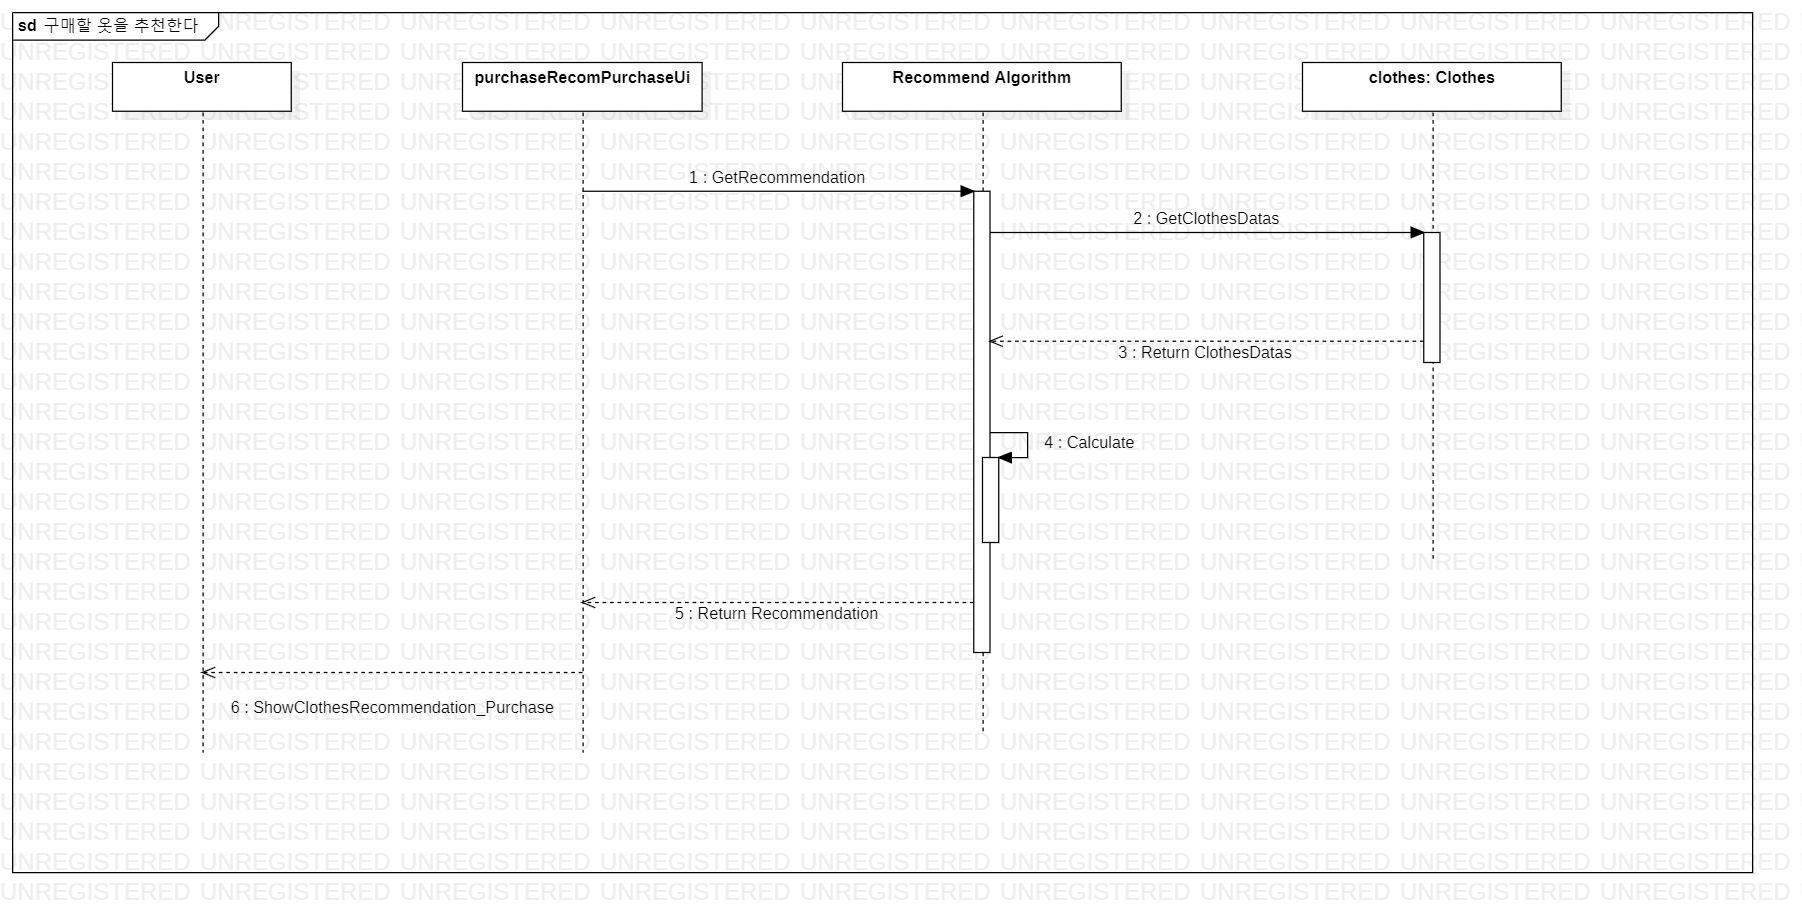 sd 구매할 옷을 추천한다
User
purchaseRecomPurchaseUi
Recommend Algorithm
clothes: Clothes
1 : GetRecommendation
2 : GetClothesDatas
3 : Return ClothesDatas
4 : Calculate
5 : Return Recommendation
6 : ShowClothesRecommendation_Purchase
UNREGISTERED